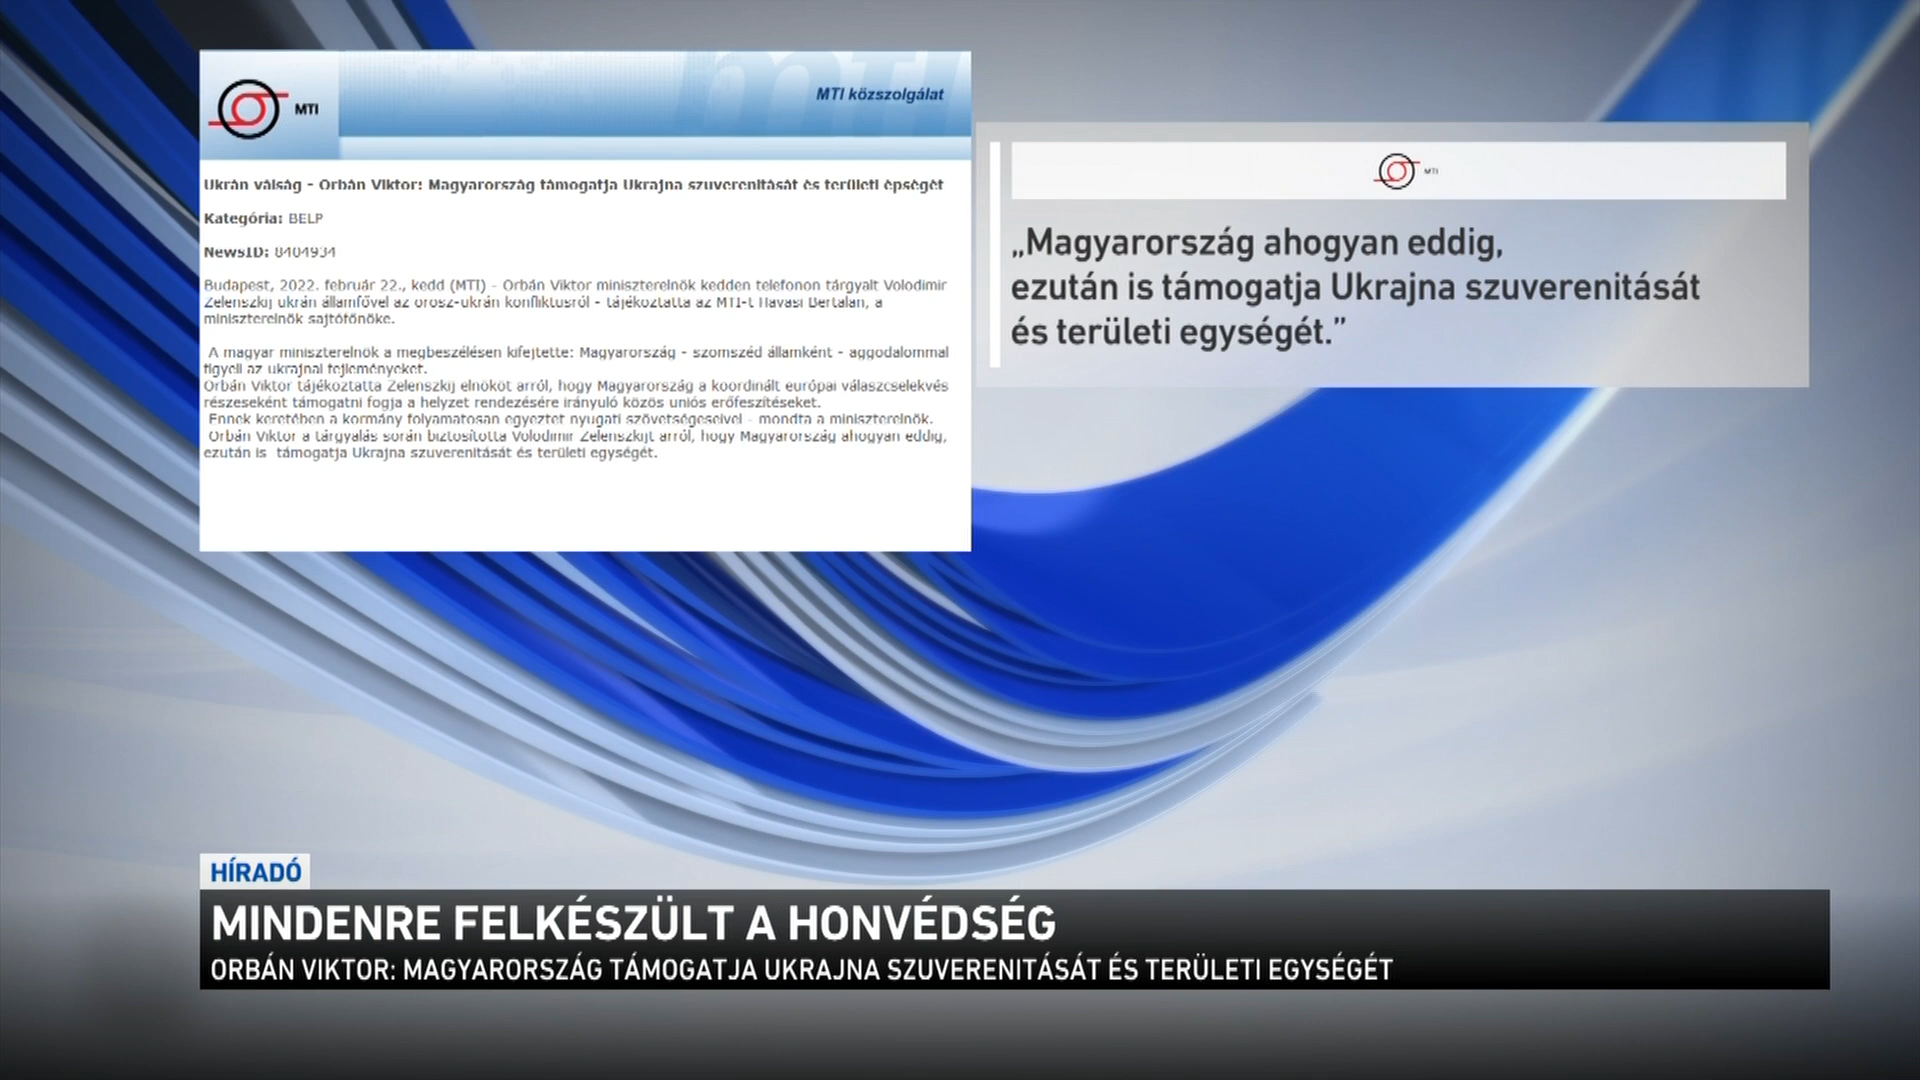 MTI
MTI közszolgálat
Ukrán válság - Orbán Viktor: Magyarország támogatja Ukrajna szuverenitását és területi épségét
Kategória: BELP
NewsID: 8404934
Budapest, 2022. február 22., kedd (MTI) - Orbán Viktor miniszterelnök kedden telefonon tárgyalt Volodimir
Zelenszkij ukrán államfővel az orosz-ukrán konfliktusról - tájékoztatta az MTI-t Havasi Bertalan, a
miniszterelnök sajtófőnöke.
A magyar miniszterelnök a megbeszélésen kifejtette: Magyarország - szomszéd államként - aggodalommal
figyeli az ukrajnai fejleményeket.
Orbán Viktor tájékoztatta Zelenszkij elnököt arról, hogy Magyarország a koordinált európai válaszcselekvés
részeseként támogatni fogja a helyzet rendezésére irányuló közös uniós erőfeszítéseket.
Ennek keretében a kormány folyamatosan egyeztet nyugati szövetségeseivel - mondta a miniszterelnök.
Orbán Viktor a tárgyalás során biztosította Volodimir Zelenszkijt arról, hogy Magyarország ahogyan eddig,
ezután is támogatja Ukrajna szuverenitását és területi egységét.
MTI
„Magyarország ahogyan eddig,
ezután is támogatja Ukrajna szuverenitását
és területi egységét.”
HÍRADÓ
MINDENRE FELKÉSZÜLT A HONVÉDSÉG
ORBÁN VIKTOR: MAGYARORSZÁG TÁMOGATJA UKRAJNA SZUVERENITÁSÁT ÉS TERÜLETI EGYSÉGÉT